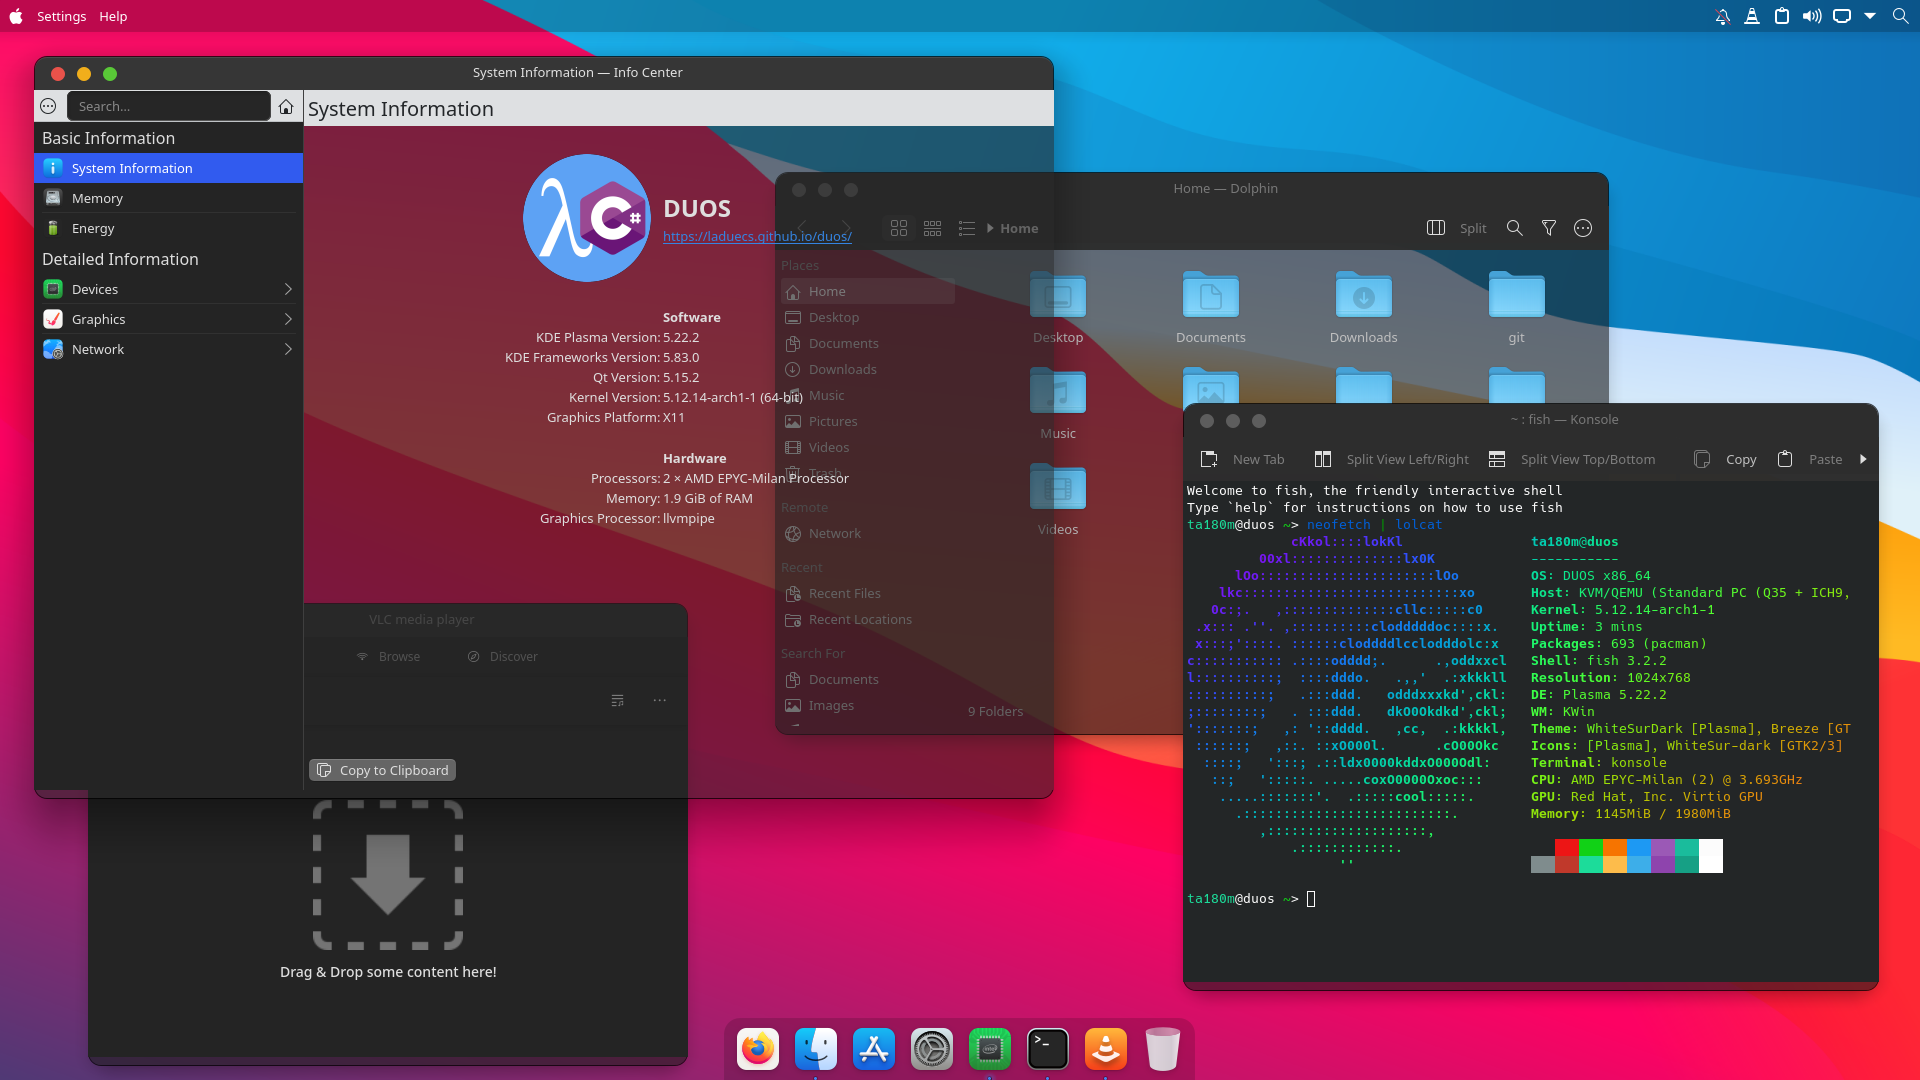 Settings Help
System Information — Info Center
Search...
System Information
Basic Information
System Information
Memory
Energy
Detailed Information
Devices
Graphics
Network
DUOS
https://laduecs.github.io/duos/
Software
KDE Plasma Version: 5.22.2
KDE Frameworks Version: 5.83.0
Qt Version: 5.15.2
Kernel Version: 5.12.14-arch1-1 (64-bit)
Graphics Platform: X11
Hardware
Processors: 2 × AMD EPYC-Milan Processor
Memory: 1.9 GiB of RAM
Graphics Processor: llvmpipe
Copy to Clipboard
VLC media player
Browse Discover
Drag & Drop some content here!
Home — Dolphin
Home
Split
Places
Home
Desktop
Documents
Downloads
Music
Pictures
Videos
Trash
Remote
Network
Recent
Recent Files
Recent Locations
Search For
Documents
Images
Desktop Documents Downloads git
Music
Videos
9 Folders
~ : fish — Konsole
New Tab Split View Left/Right Split View Top/Bottom Copy Paste
Welcome to fish, the friendly interactive shell
Type `help` for instructions on how to use fish
ta180m@duos ~> neofetch | lolcat
ta180m@duos
-----------
OS: DUOS x86_64
Host: KVM/QEMU (Standard PC (Q35 + ICH9,
Kernel: 5.12.14-arch1-1
Uptime: 3 mins
Packages: 693 (pacman)
Shell: fish 3.2.2
Resolution: 1024x768
DE: Plasma 5.22.2
WM: KWin
Theme: WhiteSurDark [Plasma], Breeze [GT
Icons: [Plasma], WhiteSur-dark [GTK2/3]
Terminal: konsole
CPU: AMD EPYC-Milan (2) @ 3.693GHz
GPU: Red Hat, Inc. Virtio GPU
Memory: 1145MiB / 1980MiB
ta180m@duos ~>